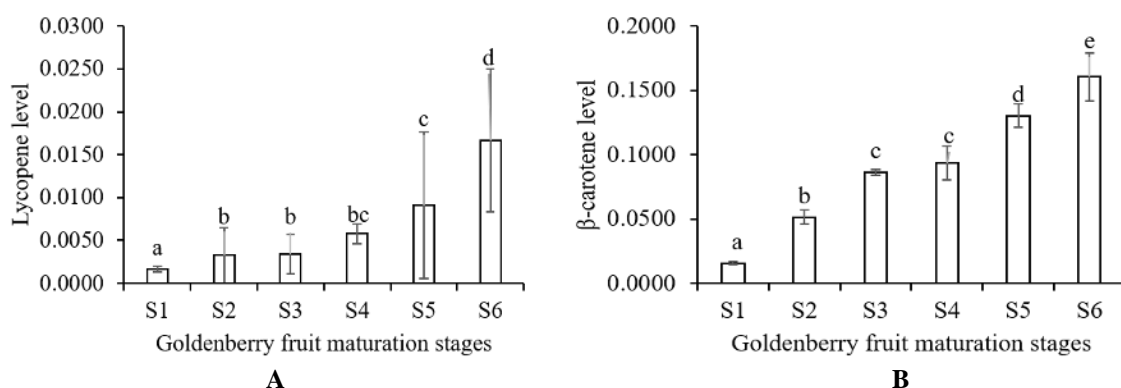 Lycopene level
0.0300
0.0250
0.0200
0.0150
0.0100
0.0050
0.0000
a
b
b
bc
c
d
S1 S2 S3 S4 S5 S6
Goldenberry fruit maturation stages
A
β-carotene level
0.2000
0.1500
0.1000
0.0500
0.0000
a
b
c
c
d
e
S1 S2 S3 S4 S5 S6
Goldenberry fruit maturation stages
B